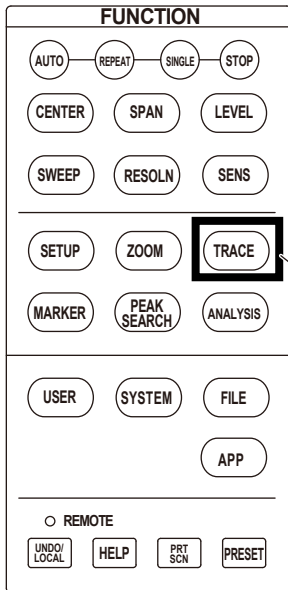 FUNCTION
AUTO REPEAT SINGLE STOP
CENTER SPAN LEVEL
SWEEP RESOLN SENS
SETUP ZOOM TRACE
MARKER PEAK SEARCH ANALYSIS
USER SYSTEM FILE
APP
REMOTE
UNDO/LOCAL HELP PRT SCN PRESET